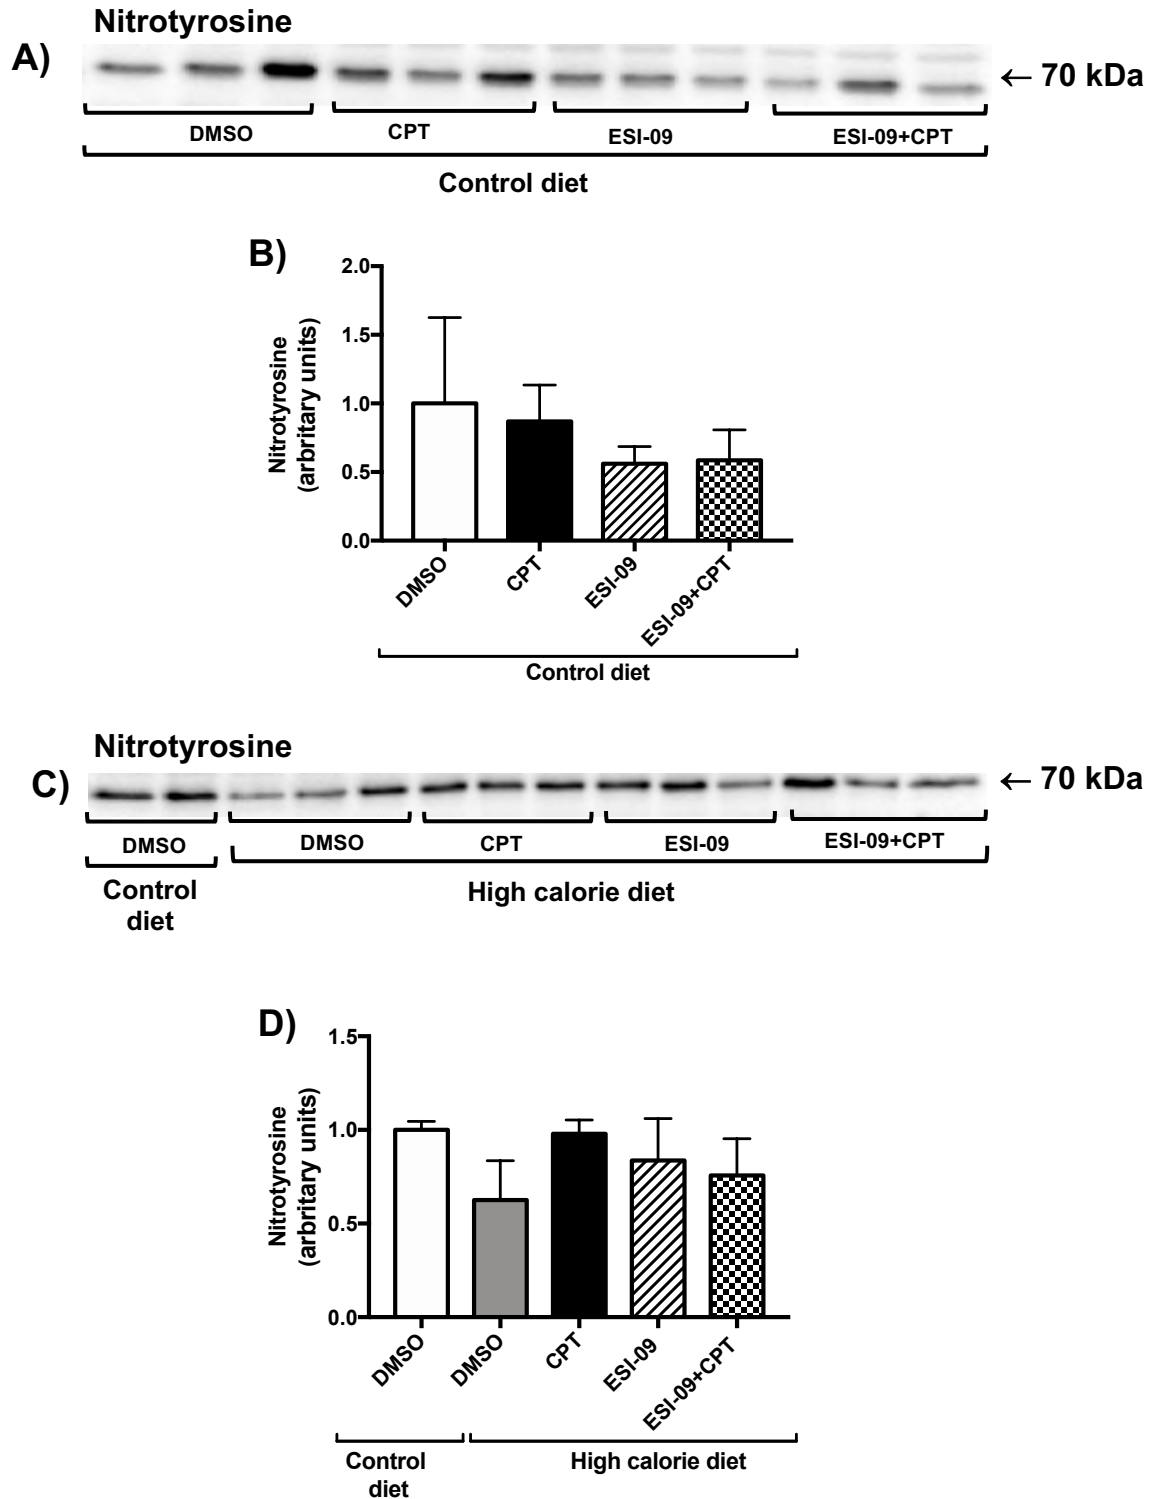 Nitrotyrosine
A)
← 70 kDa
DMSO CPT ESI-09 ESI-09+CPT
Control diet
B)
Nitrotyrosine
(arbritary units)
2.0
1.5
1.0
0.5
0.0
DMSO CPT ESI-09 ESI-09+CPT
Control diet
Nitrotyrosine
C)
← 70 kDa
DMSO DMSO CPT ESI-09 ESI-09+CPT
Control
diet
High calorie diet
D)
Nitrotyrosine
(arbritary units)
1.5
1.0
0.5
0.0
DMSO DMSO CPT ESI-09 ESI-09+CPT
Control
diet
High calorie diet